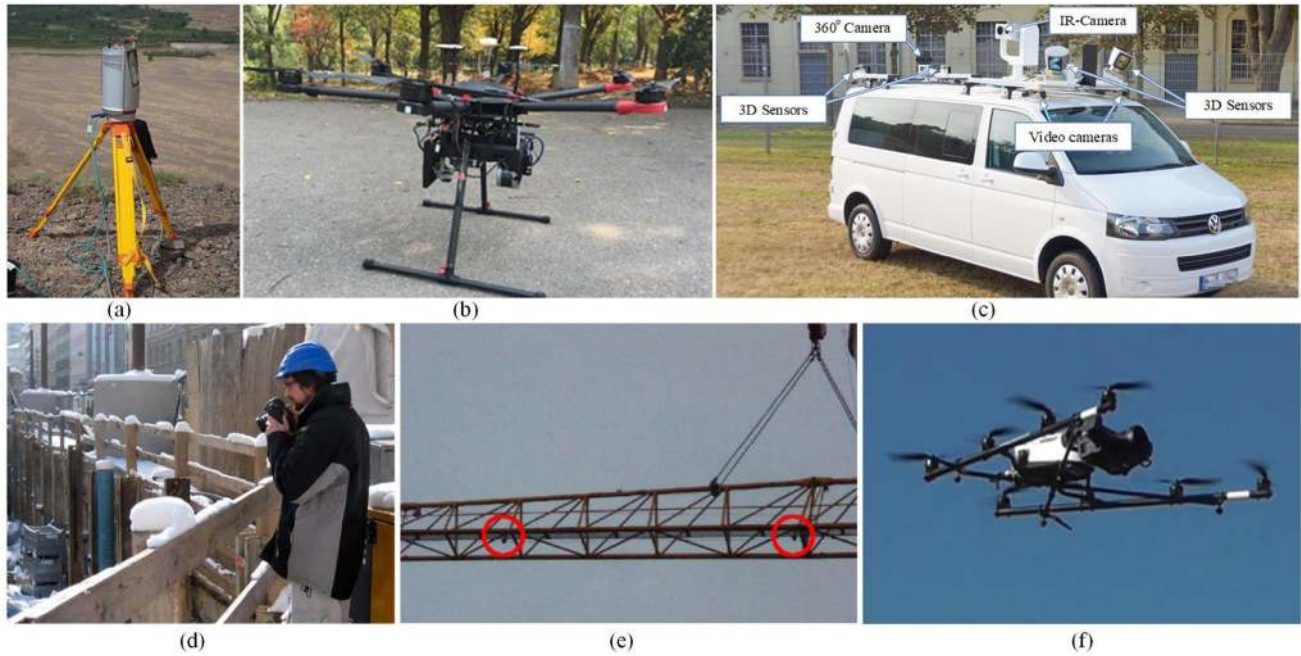 360° Camera
IR-Camera
3D Sensors
3D Sensors
Video cameras
(a)
(b)
(c)
(d)
(e)
(f)